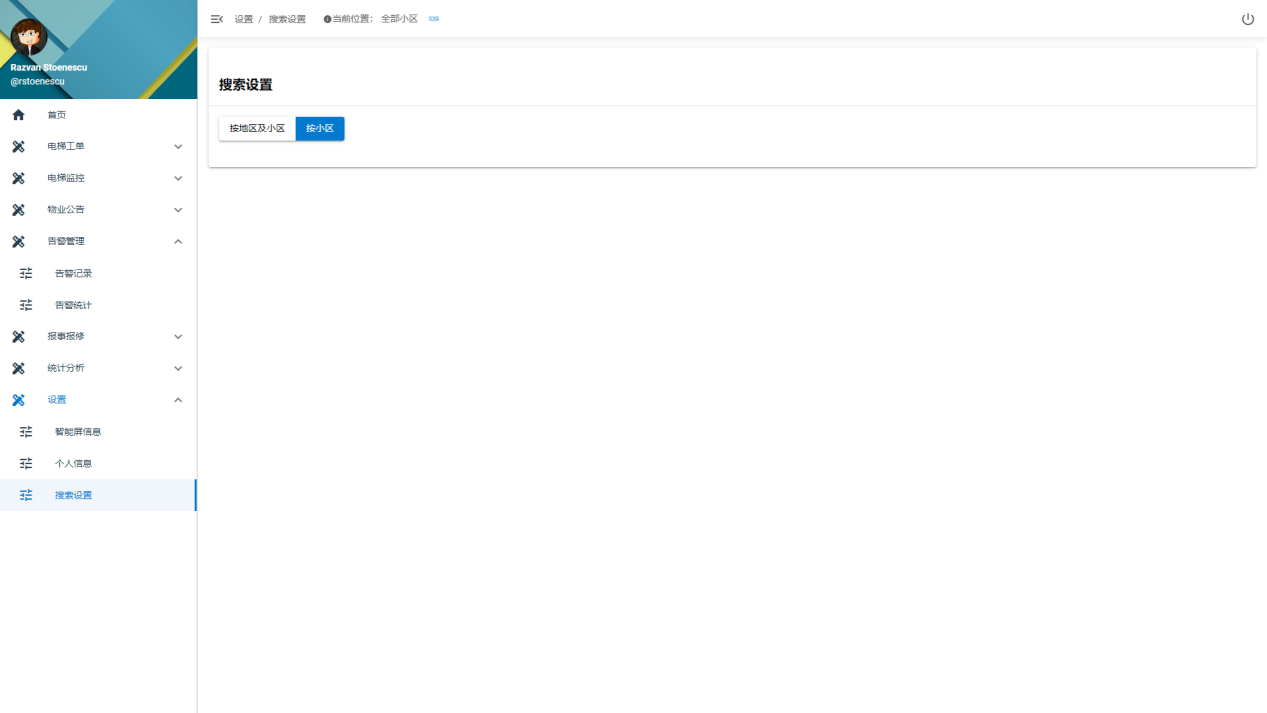 Razvan Stoenescu
@rstoenescu
首页
电梯工单
电梯监控
物业公告
告警管理
告警记录
告警统计
报事报修
统计分析
设置
智能屏信息
个人信息
搜索设置
设置 / 搜索设置 当前位置： 全部小区
搜索设置
按地区及小区 按小区